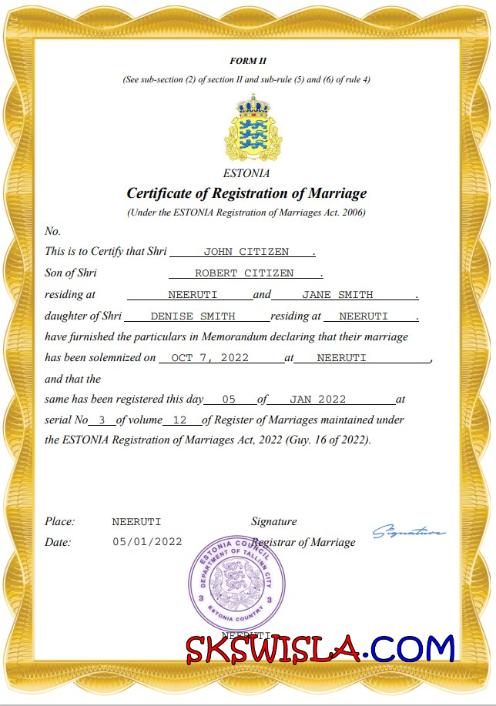 FORM II
(See sub-section (2) of section II and sub-rule (5) and (6) of rule 4)
ESTONIA
Certificate of Registration of Marriage
(Under the ESTONIA Registration of Marriages Act. 2006)
No.
This is to Certify that Shri JOHN CITIZEN .
Son of Shri ROBERT CITIZEN .
residing at NEERUTI and JANE SMITH .
daughter of Shri DENISE SMITH residing at NEERUTI .
have furnished the particulars in Memorandum declaring that their marriage
has been solemnized on OCT 7, 2022 at NEERUTI ,
and that the
same has been registered this day 05 of JAN 2022 at
serial No 3 of volume 12 of Register of Marriages maintained under
the ESTONIA Registration of Marriages Act, 2022 (Guy. 16 of 2022).
Place: NEERUTI Signature
Date: 05/01/2022 Registrar of Marriage
Signature
ESTONIA COUNCIL
DEPARTMENT OF TALLINN CITY
3 3
ESTONIA COUNTRY
NEERUTI
SKSWISLA.COM